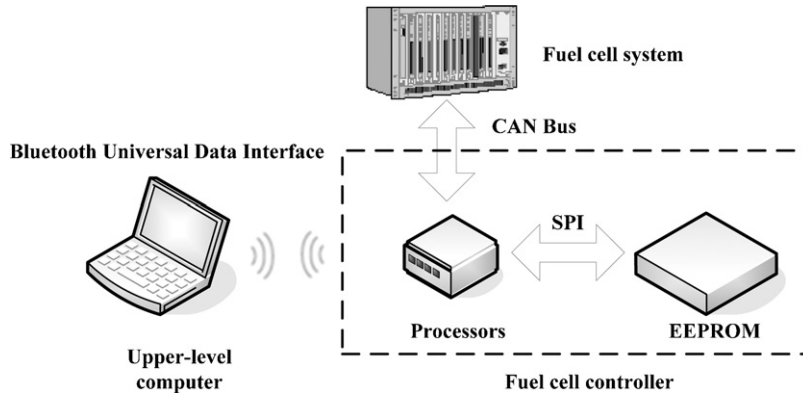 Fuel cell system
CAN Bus
Bluetooth Universal Data Interface
SPI
Processors
EEPROM
Upper-level
computer
Fuel cell controller